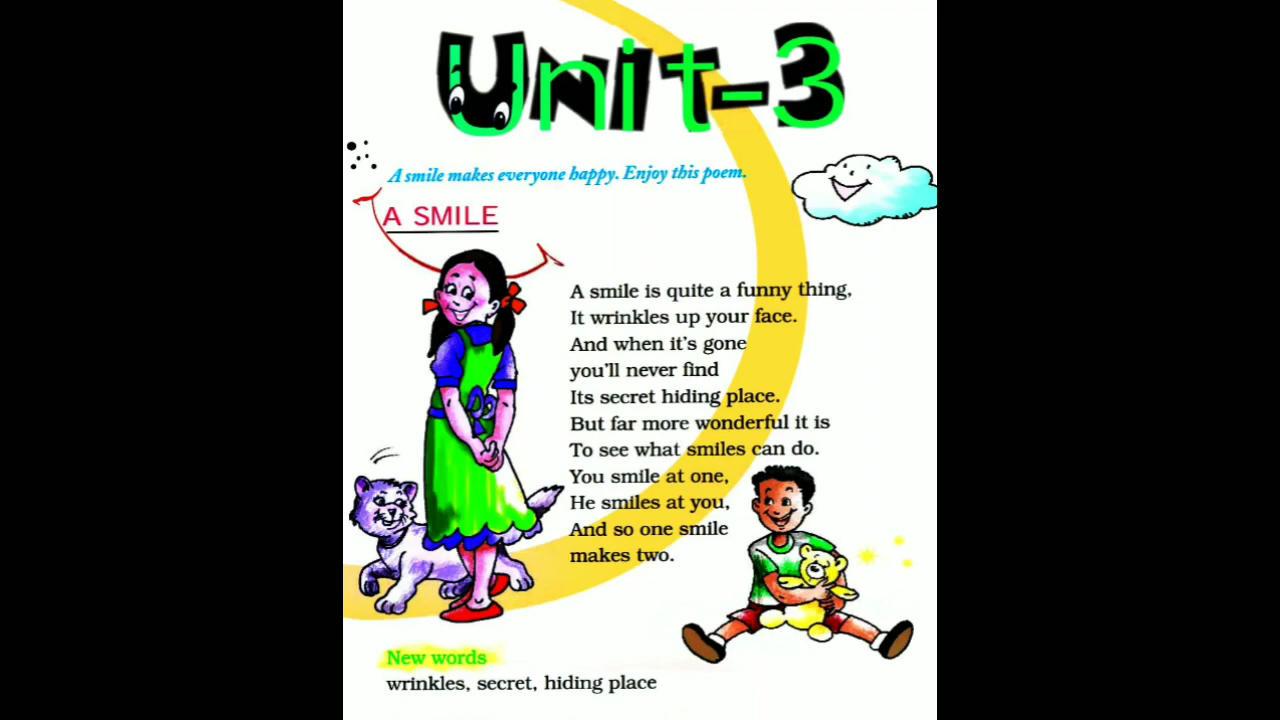 Unit-3
A smile makes everyone happy. Enjoy this poem.
A SMILE
A smile is quite a funny thing,
It wrinkles up your face.
And when it's gone
you'll never find
Its secret hiding place.
But far more wonderful it is
To see what smiles can do.
You smile at one,
He smiles at you,
And so one smile
makes two.
New words
wrinkles, secret, hiding place